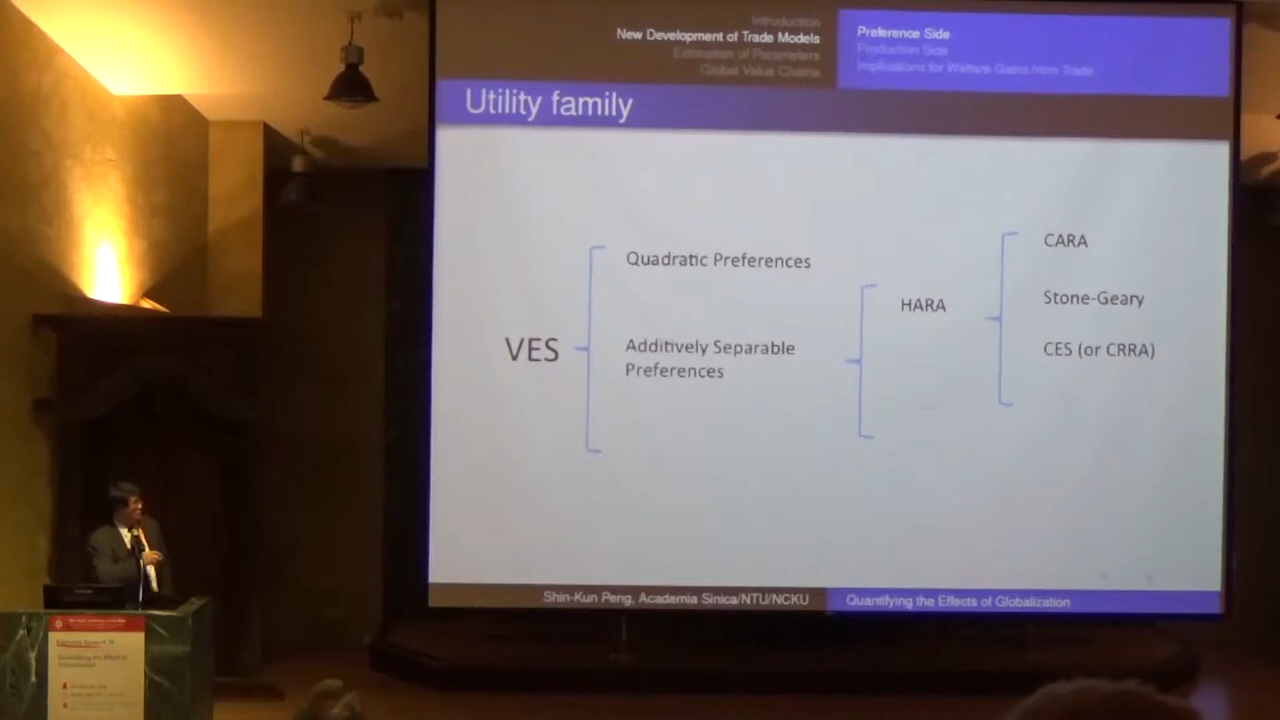 Introduction
New Development of Trade Models
Estimation of Parameters
Global Value Chains
Preference Side
Production Side
Implications for Welfare Gains from Trade
Utility family
VES
Quadratic Preferences
Additively Separable
Preferences
HARA
CARA
Stone-Geary
CES (or CRRA)
Shin-Kun Peng, Academia Sinica/NTU/NCKU
Quantifying the Effects of Globalization